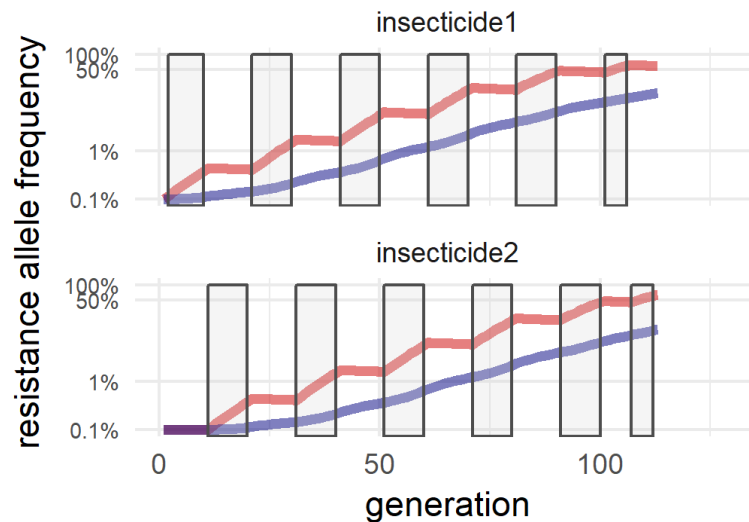 insecticide1
100%
50%
1%
0.1%
insecticide2
100%
50%
1%
0.1%
resistance allele frequency
0 50 100
generation